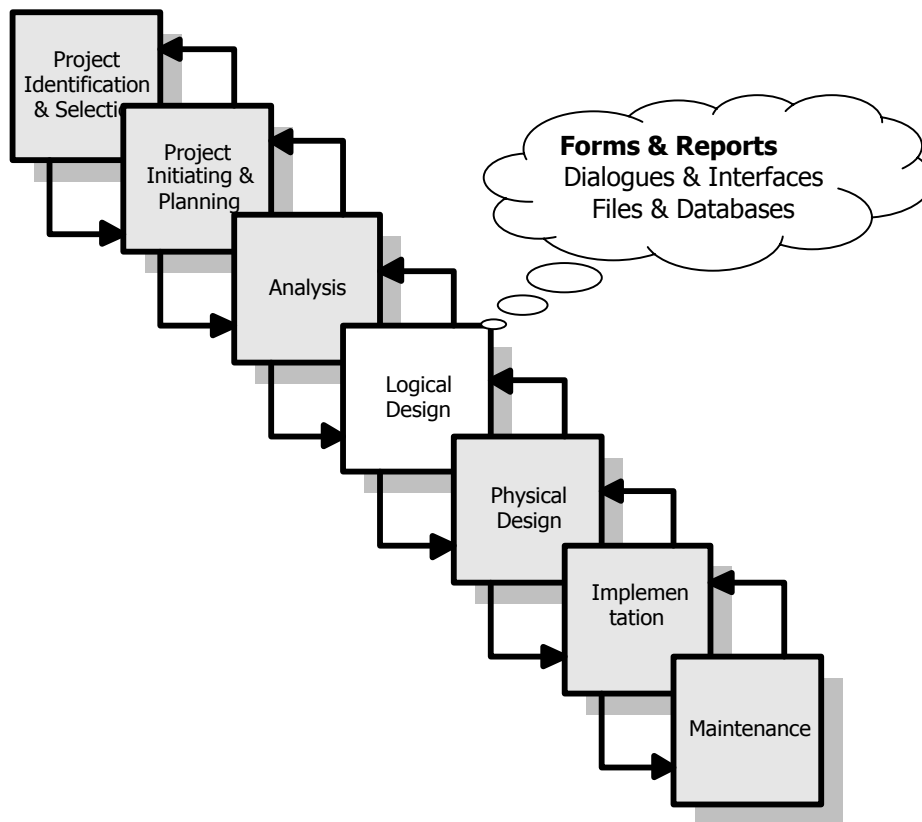 Project
Identification
& Selectio
Project
Initiating &
Planning
Analysis
Logical
Design
Physical
Design
Implemen
tation
Maintenance
Forms & Reports
Dialogues & Interfaces
Files & Databases